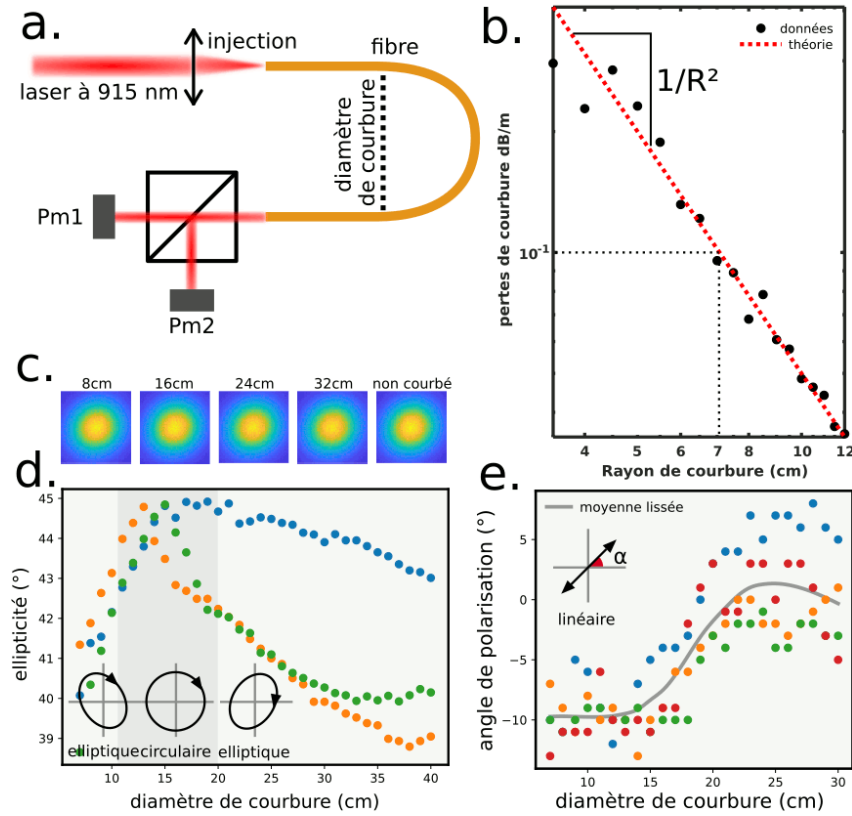 a.
injection
fibre
laser à 915 nm
diamètre
de courbure
Pm1
Pm2
b.
données
théorie
1/R²
pertes de courbure dB/m
10⁻¹
4 5 6 7 8 10 12
Rayon de courbure (cm)
c.
8cm 16cm 24cm 32cm non courbé
d.
45
44
43
42
41
40
39
ellipticité (°)
elliptique circulaire elliptique
10 15 20 25 30 35 40
diamètre de courbure (cm)
e.
moyenne lissée
α
linéaire
5
0
−5
−10
angle de polarisation (°)
10 15 20 25 30
diamètre de courbure (cm)